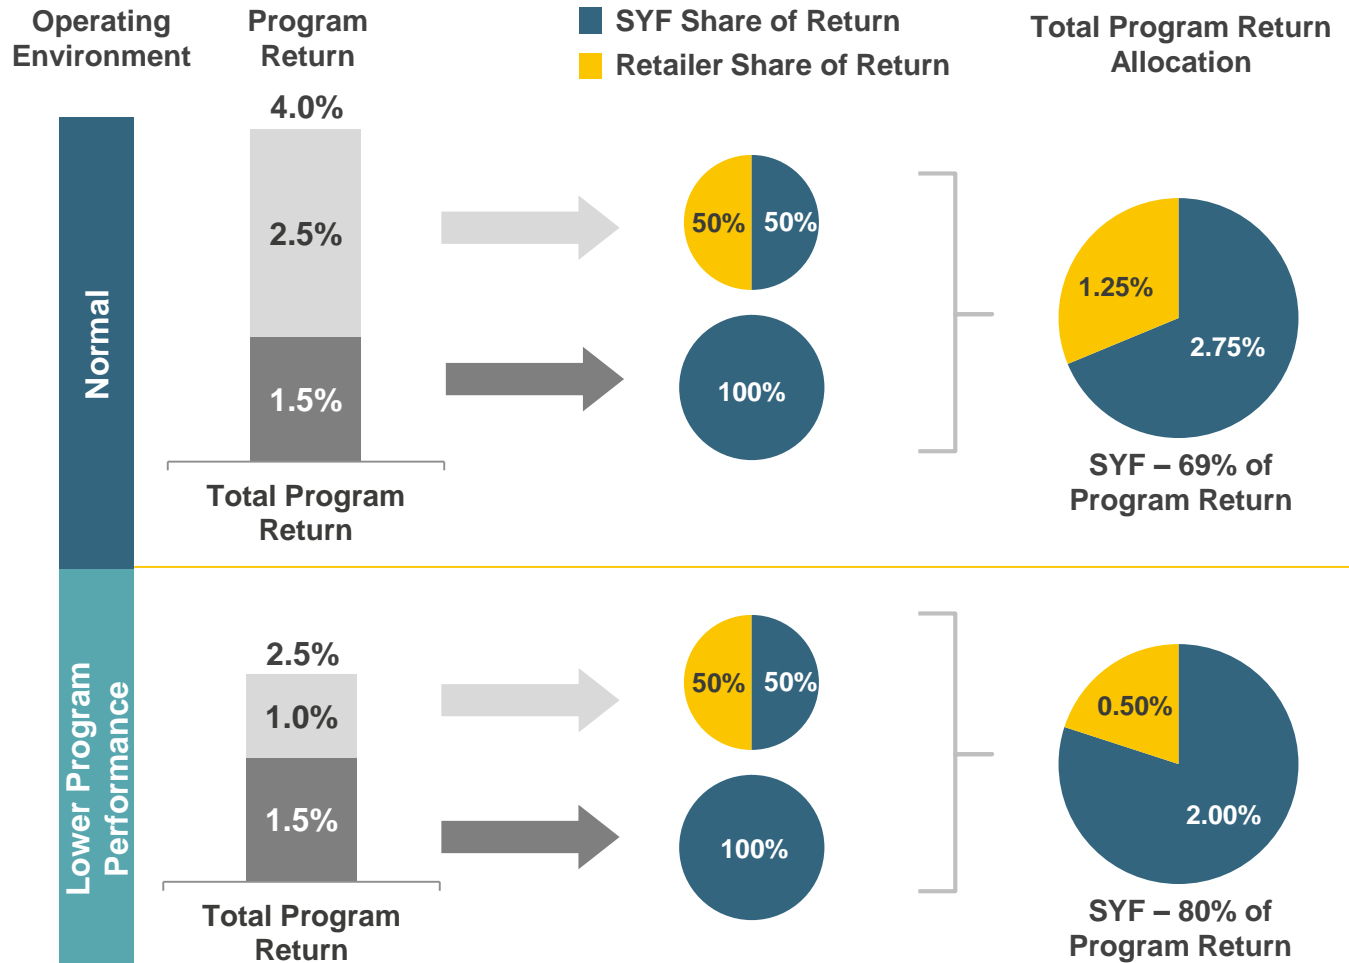 Operating
Environment
Program
Return
SYF Share of Return
Retailer Share of Return
Total Program Return
Allocation
Normal
4.0%
2.5%
1.5%
Total Program
Return
50%
50%
100%
1.25%
2.75%
SYF – 69% of
Program Return
Lower Program
Performance
2.5%
1.0%
1.5%
Total Program
Return
50%
50%
100%
0.50%
2.00%
SYF – 80% of
Program Return